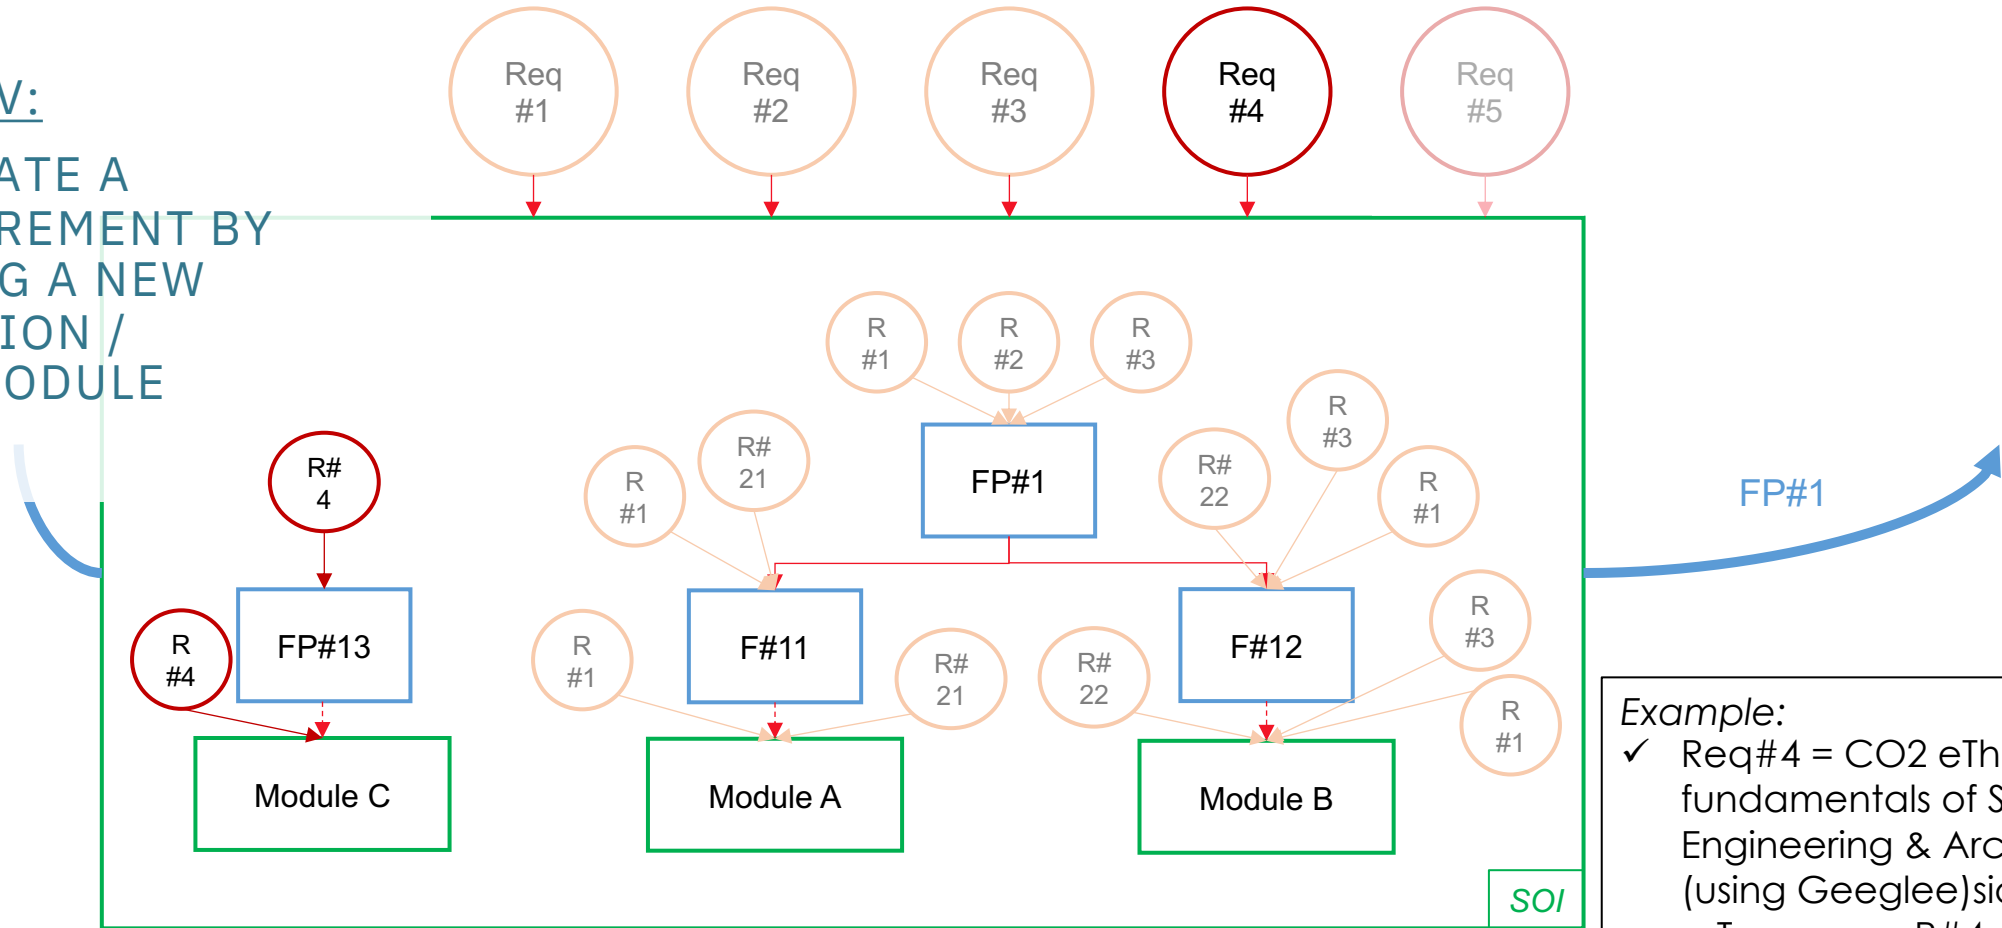 Req
#1
Req
#2
Req
#3
Req
#4
Req
#5
V:
ATE A
REMENT BY
G A NEW
ION /
ODULE
R
#1
R
#2
R
#3
R#
4
R
#1
R#
21
FP#1
R#
22
R
#3
R
#1
FP#1
R
#4
FP#13
R
#1
F#11
R#
21
R#
22
F#12
R
#3
R
#1
Module C
Module A
Module B
SOI
Example:
✓ Req#4 = CO2 eTh
fundamentals of S
Engineering & Arc
(using Geeglee)sic